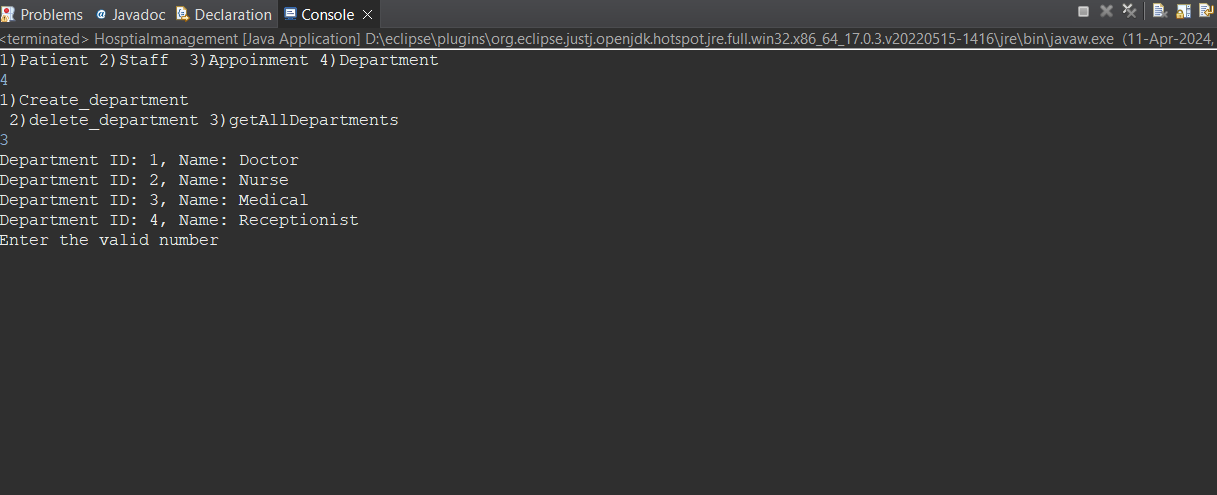 Problems @ Javadoc Declaration Console
<terminated> Hosptialmanagement [Java Application] D:\eclipse\plugins\org.eclipse.justj.openjdk.hotspot.jre.full.win32.x86_64_17.0.3.v20220515-1416\jre\bin\javaw.exe (11-Apr-2024,
1)Patient 2)Staff  3)Appoinment 4)Department
4
1)Create_department
 2)delete_department 3)getAllDepartments
3
Department ID: 1, Name: Doctor
Department ID: 2, Name: Nurse
Department ID: 3, Name: Medical
Department ID: 4, Name: Receptionist
Enter the valid number